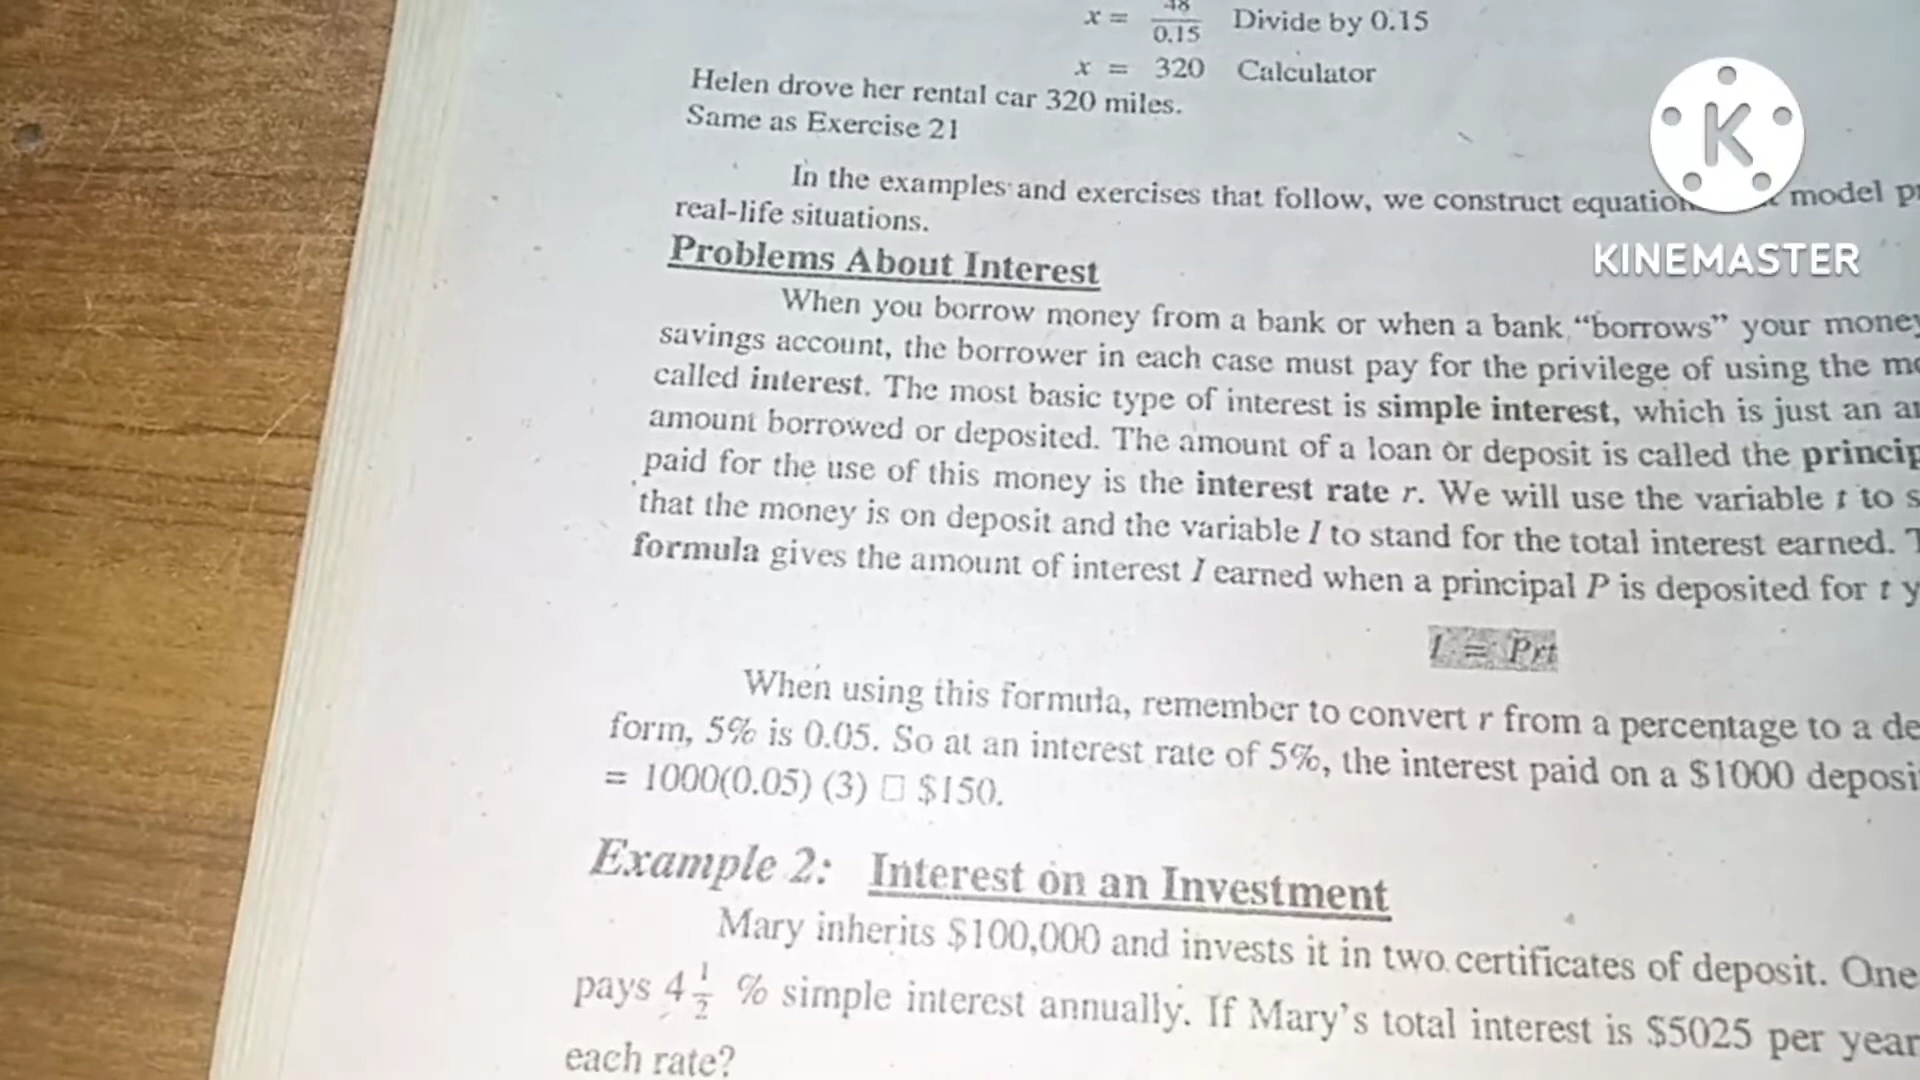 x = 48/0.15 Divide by 0.15
x = 320 Calculator
Helen drove her rental car 320 miles.
Same as Exercise 21
In the examples and exercises that follow, we construct equation model pr
real-life situations.
Problems About Interest
When you borrow money from a bank or when a bank "borrows" your money
savings account, the borrower in each case must pay for the privilege of using the mo
called interest. The most basic type of interest is simple interest, which is just an an
amount borrowed or deposited. The amount of a loan or deposit is called the princip
paid for the use of this money is the interest rate r. We will use the variable t to s
that the money is on deposit and the variable I to stand for the total interest earned. T
formula gives the amount of interest I earned when a principal P is deposited for t y
I = Prt
When using this formula, remember to convert r from a percentage to a de
form, 5% is 0.05. So at an interest rate of 5%, the interest paid on a $1000 deposi
= 1000(0.05) (3) □ $150.
Example 2: Interest on an Investment
Mary inherits $100,000 and invests it in two certificates of deposit. One
pays 4 1/2 % simple interest annually. If Mary's total interest is $5025 per year
each rate?
K
KINEMASTER